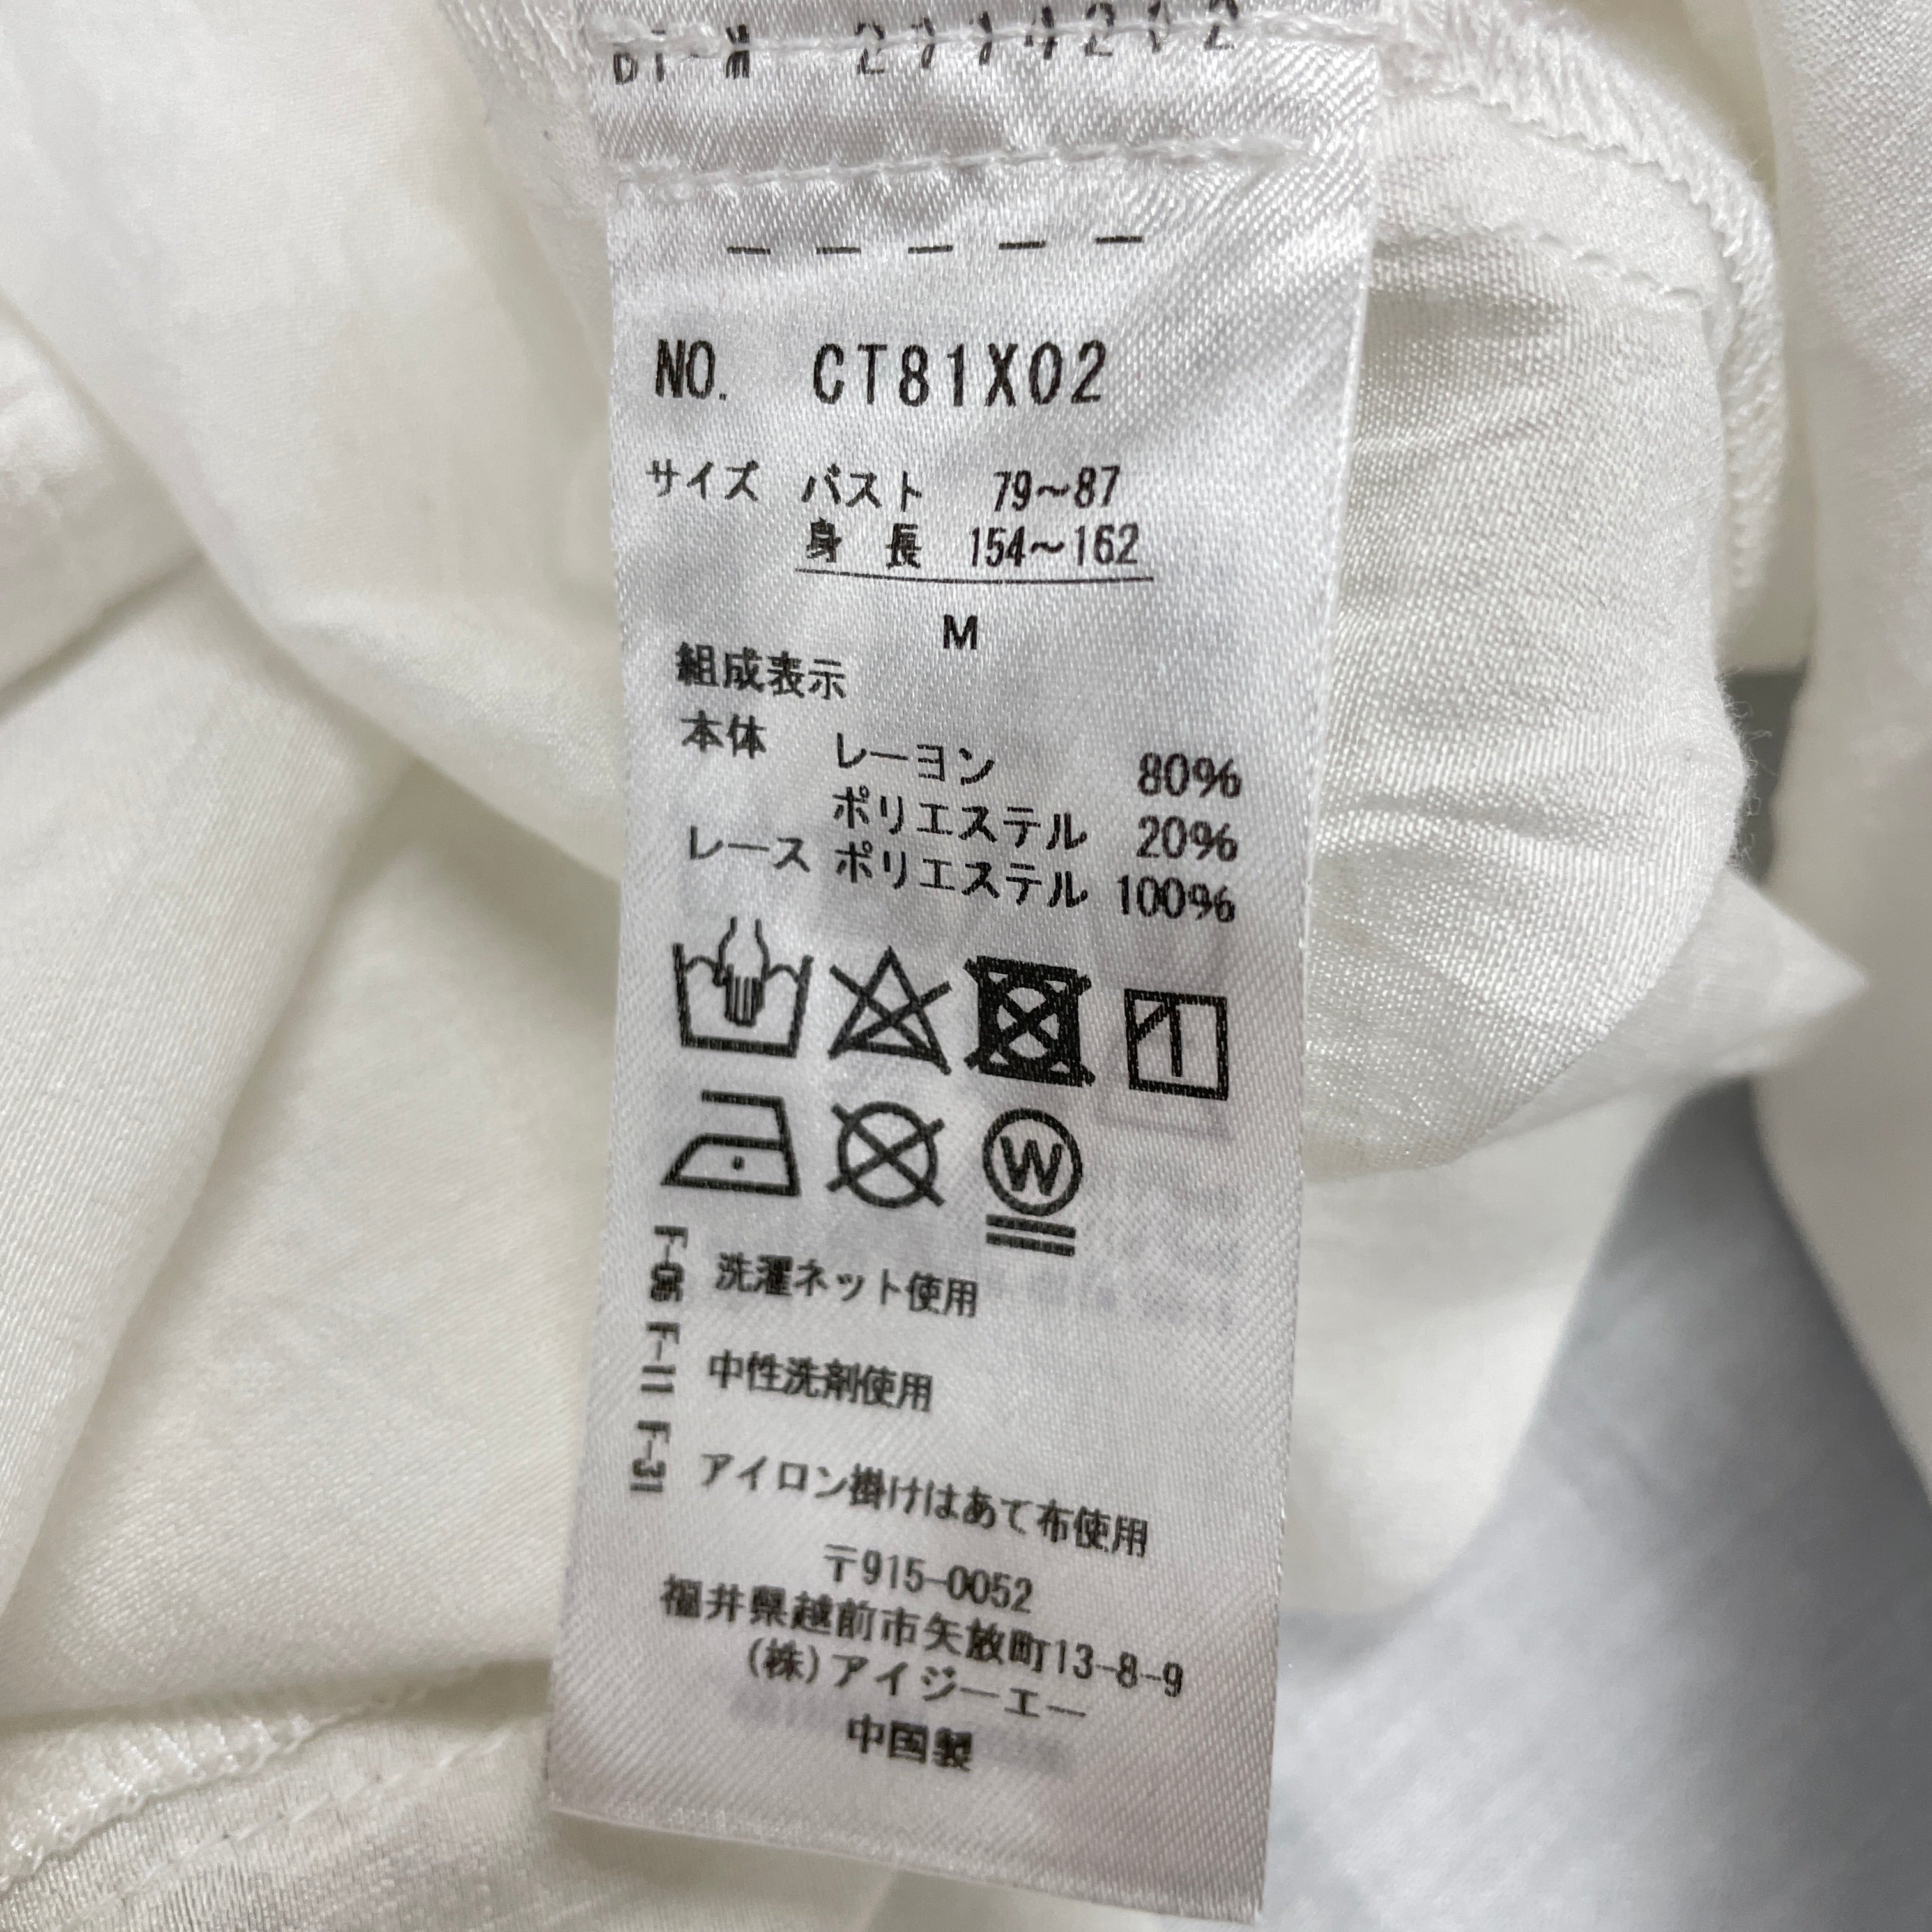 NO. CT81X02
サイズ バスト 79〜87
身長 154〜162
M
組成表示
本体 レーヨン 80%
ポリエステル 20%
レース ポリエステル 100%
W
F-06 洗濯ネット使用
F-11 中性洗剤使用
F-31 アイロン掛けはあて布使用
〒915-0052
福井県越前市矢放町13-8-9
(株)アイジーエー
中国製